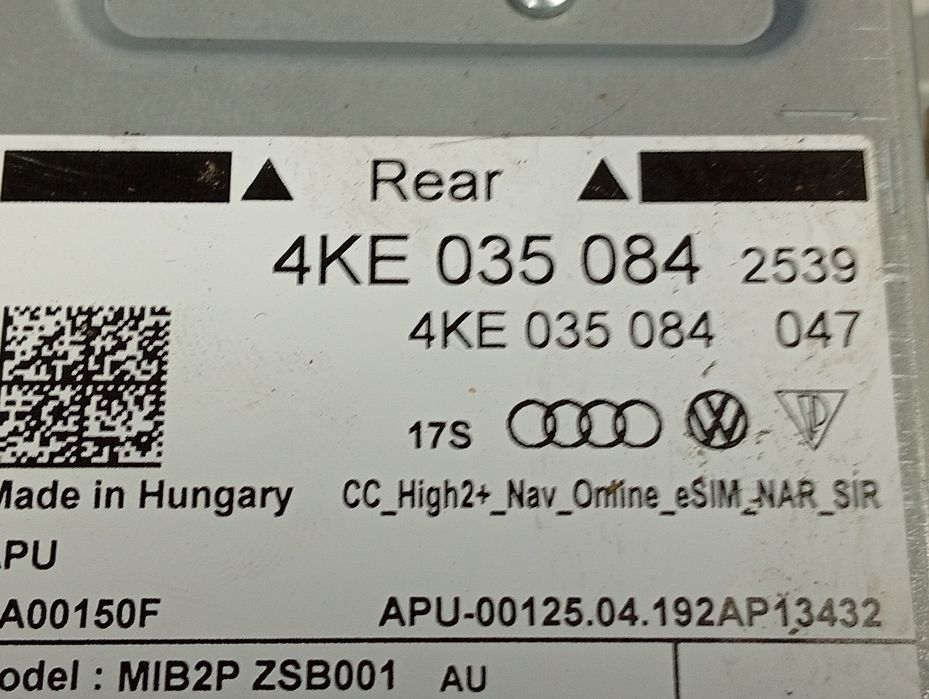 Rear
4KE 035 084 2539
4KE 035 084 047
17S
Made in Hungary CC_High2+_Nav_Online_eSIM_NAR_SIR
APU
A00150F APU-00125.04.192AP13432
odel : MIB2P ZSB001 AU